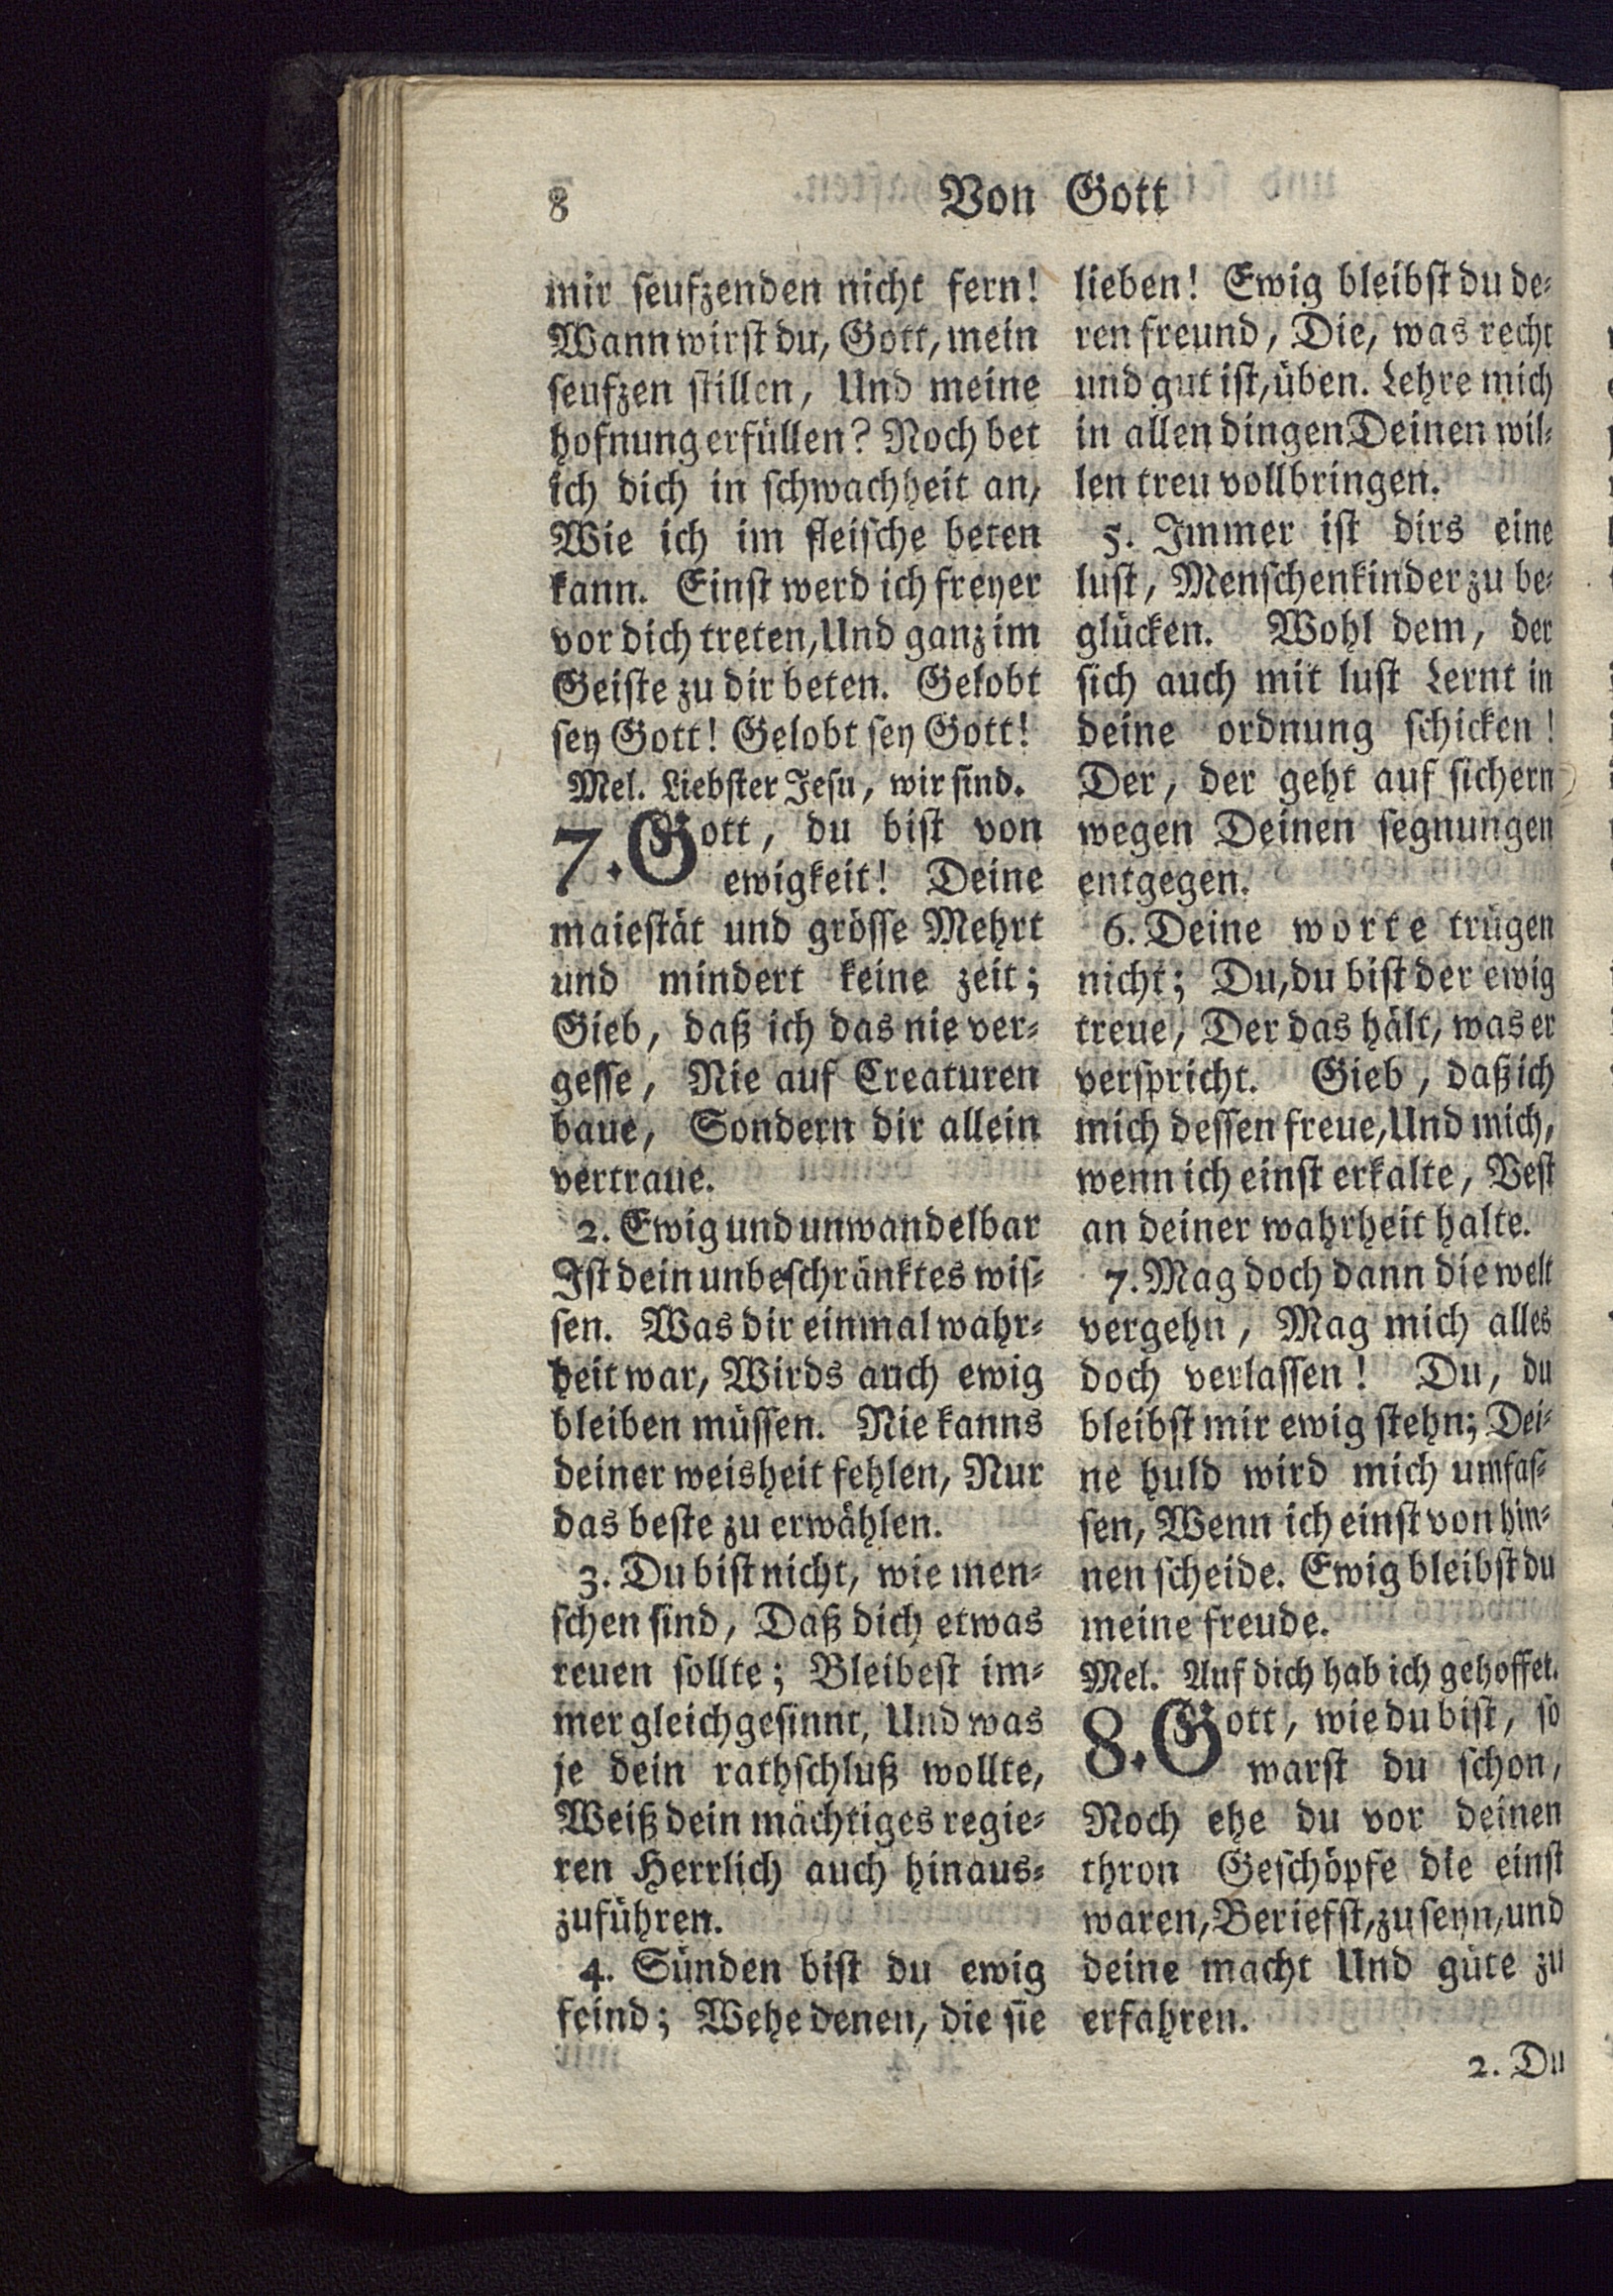 8
Von Gott
mir seufzenden nicht fern!
Wann wirst du, Gott, mein
seufzen stillen, Und meine
hofnung erfüllen? Noch bet
ich dich in schwachheit an,
Wie ich im fleische beten
kann. Einst werd ich freyer
vor dich treten, Und ganz im
Geiste zu dir beten. Gelobt
sey Gott! Gelobt sey Gott!
Mel. Liebster Jesu, wir sind.
7. Gott, du bist von
ewigkeit! Deine
maiestät und grösse Mehrt
und mindert keine zeit;
Gieb, daß ich das nie ver-
gesse, Nie auf Creaturen
baue, Sondern dir allein
vertraue.
2. Ewig und unwandelbar
Ist dein unbeschränktes wis-
sen. Was dir einmal wahr-
heit war, Wirds auch ewig
bleiben müssen. Nie kanns
deiner weisheit fehlen, Nur
das beste zu erwählen.
3. Du bist nicht, wie men-
schen sind, Daß dich etwas
reuen sollte; Bleibest im-
mer gleichgesinnt, Und was
je dein rathschluß wollte,
Weiß dein mächtiges regie-
ren Herrlich auch hinaus-
zuführen.
4. Sünden bist du ewig
feind; Wehe denen, die sie
lieben! Ewig bleibst du de-
ren freund, Die, was recht
und gut ist, üben. Lehre mich
in allen dingen Deinen wil-
len treu vollbringen.
5. Immer ist dirs eine
lust, Menschenkinder zu be-
glücken. Wohl dem, der
sich auch mit lust Lernt in
deine ordnung schicken!
Der, der geht auf sichern
wegen Deinen segnungen
entgegen.
6. Deine worte trügen
nicht; Du, du bist der ewig
treue, Der das hält, was er
verspricht. Gieb, daß ich
mich dessen freue, Und mich,
wenn ich einst erkalte, Vest
an deiner wahrheit halte.
7. Mag doch dann die welt
vergehn, Mag mich alles
doch verlassen! Du, du
bleibst mir ewig stehn; Dei-
ne huld wird mich umfas-
sen, Wenn ich einst von hin-
nen scheide. Ewig bleibst du
meine freude.
Mel. Auf dich hab ich gehoffet.
8. Gott, wie du bist, so
warst du schon,
Noch ehe du vor deinen
thron Geschöpfe die einst
waren, Beriefst, zu seyn, und
deine macht Und güte zu
erfahren.
2. Du